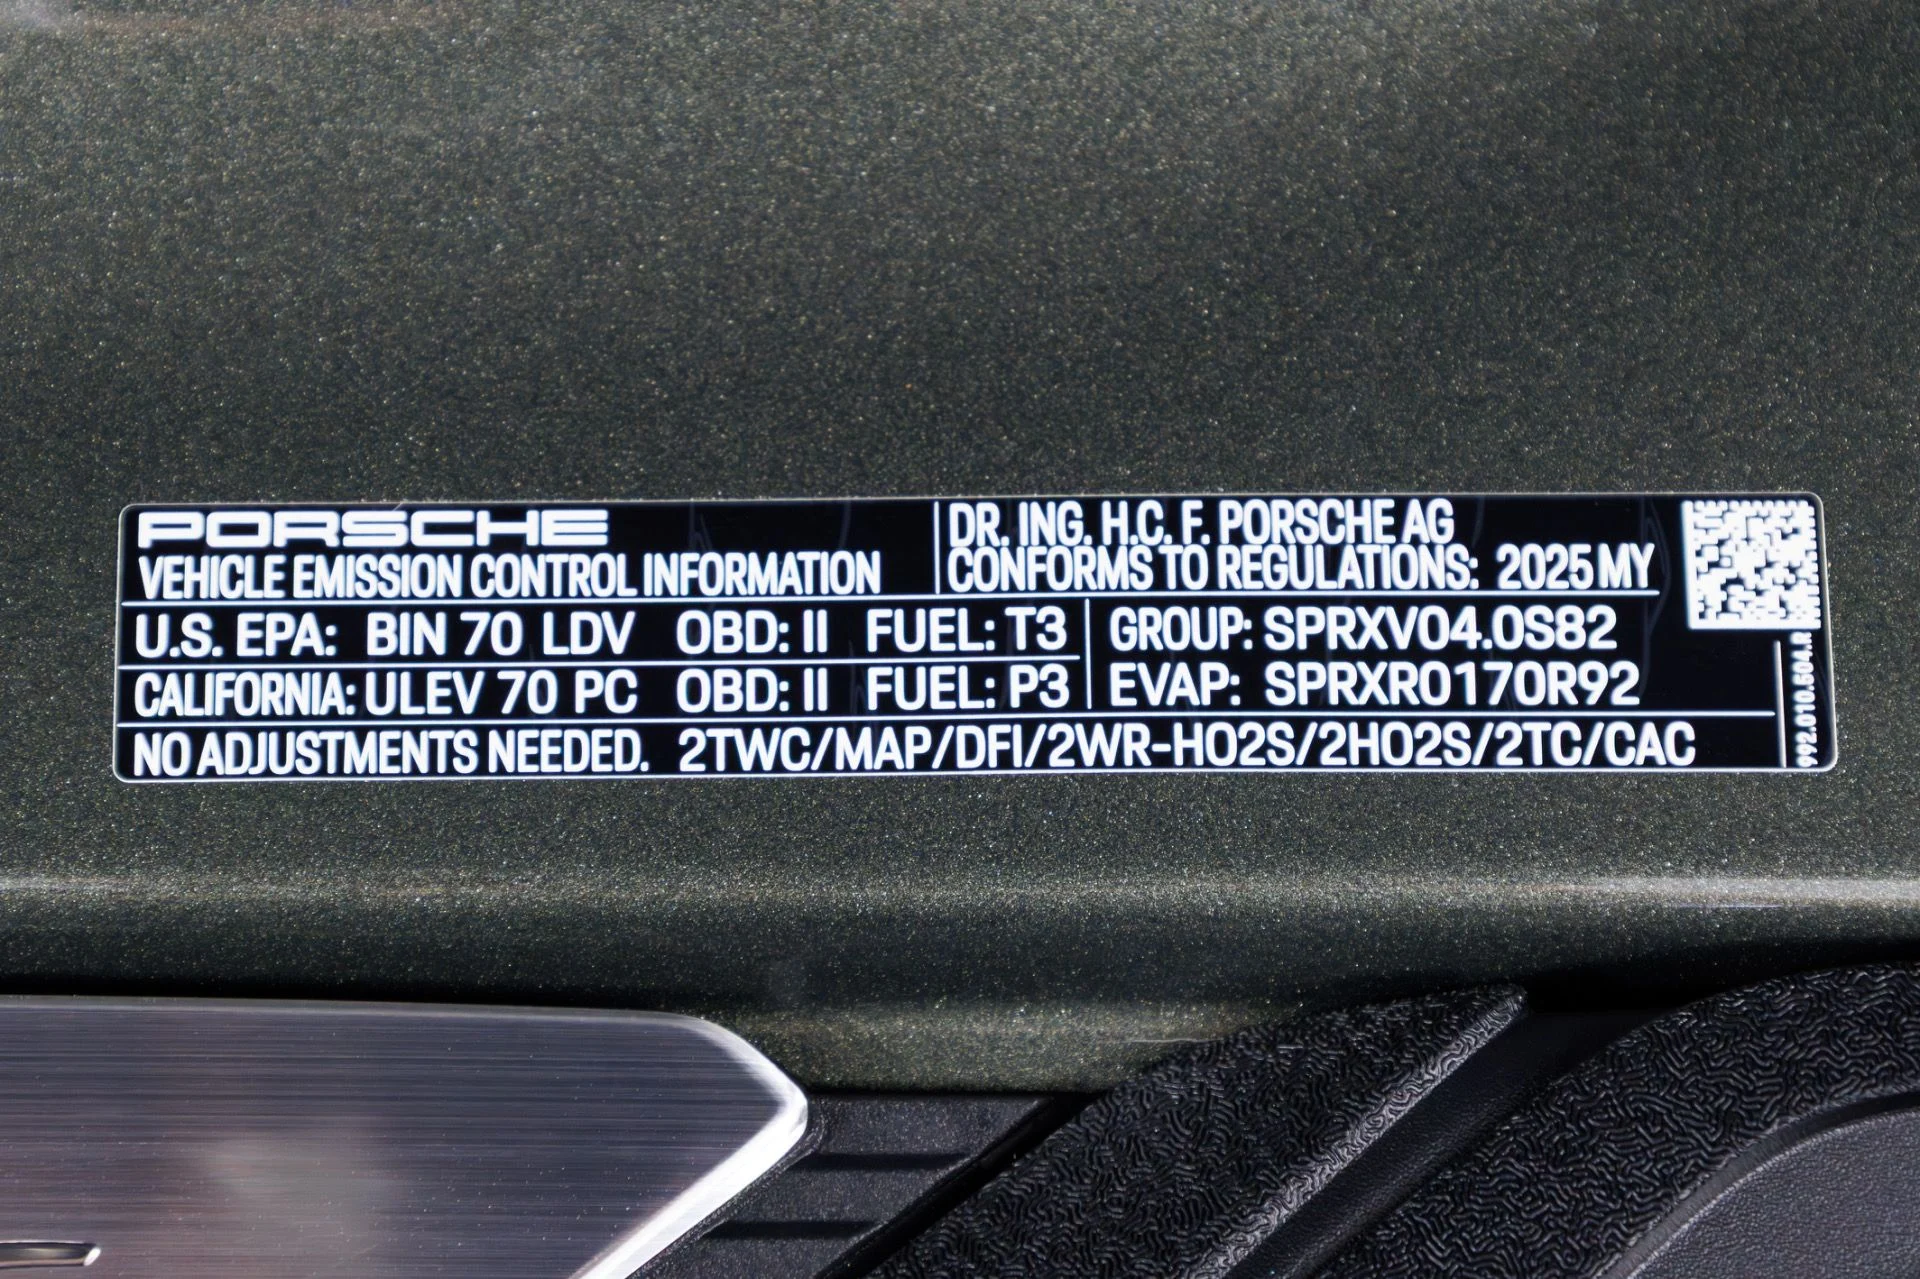 PORSCHE
VEHICLE EMISSION CONTROL INFORMATION
DR. ING. H.C. F. PORSCHE AG
CONFORMS TO REGULATIONS: 2025 MY
U.S. EPA: BIN 70 LDV OBD: II FUEL: T3
CALIFORNIA: ULEV 70 PC OBD: II FUEL: P3
GROUP: SPRXV04.0S82
EVAP: SPRXR0170R92
NO ADJUSTMENTS NEEDED. 2TWC/MAP/DFI/2WR-HO2S/2HO2S/2TC/CAC
992.010.504.R